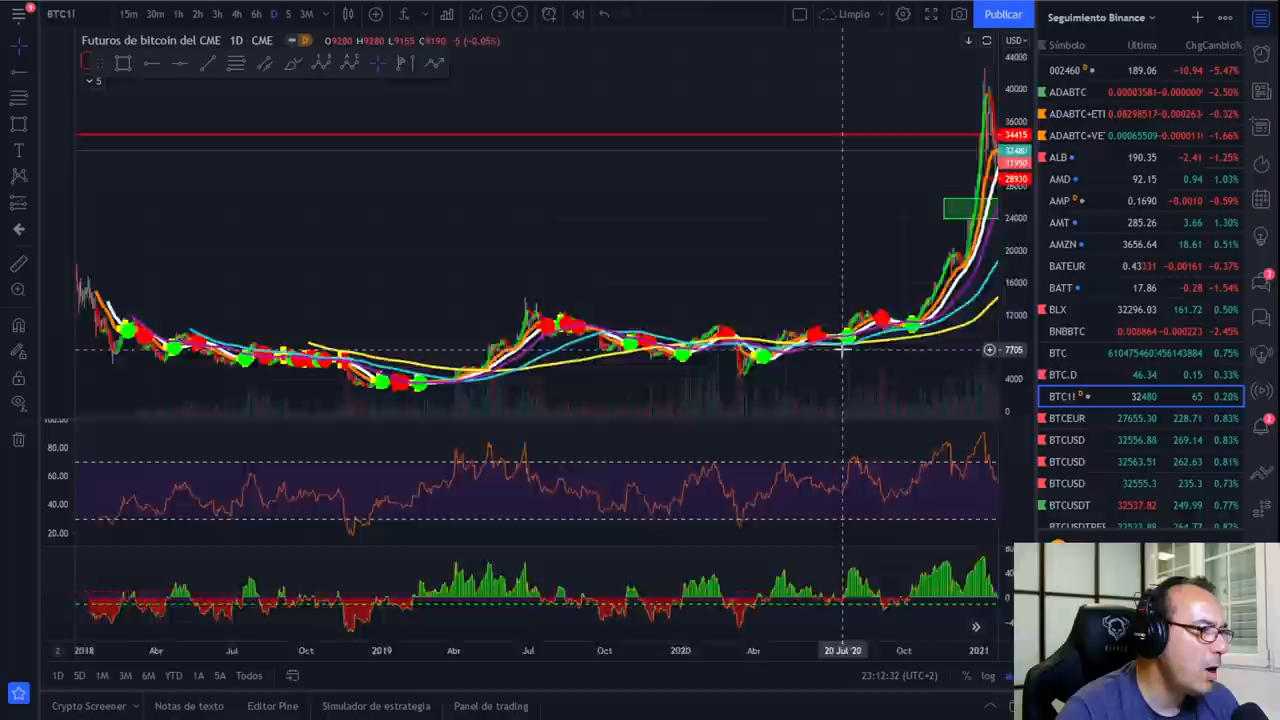 9
BTC1!
15m 30m 1h 2h 3h 4h 6h D S 3M
Limpio
Publicar
Futuros de bitcoin del CME 1D CME
D
O9200 H9280 L9155 C9190 -5 (-0.05%)
5
USD
44000
40000
36000
34415
32480
31950
28930
28000
24000
20000
16000
12000
7705
4000
0
100.00
80.00
60.00
40.00
20.00
2018 Abr Jul Oct 2019 Abr Jul Oct 2020 Abr 20 Jul '20 Oct 2021
1D 5D 1M 3M 6M YTD 1A 5A Todos
23:12:32 (UTC+2)
% log
Crypto Screener
Notas de texto
Editor Pine
Simulador de estrategia
Panel de trading
Seguimiento Binance
Símbolo Última Chg Cambio%
002460 D 189.06 -10.94 -5.47%
ADABTC 0.00003581 -0.000000 -2.50%
ADABTC+ETI 0.08298517 -0.000263 -0.32%
ADABTC+VE 0.00065509 -0.000011 -1.66%
ALB 190.35 -2.41 -1.25%
AMD 92.15 0.94 1.03%
AMP D 0.1690 -0.0010 -0.59%
AMT 285.26 3.66 1.30%
AMZN 3656.64 18.61 0.51%
BATEUR 0.43331 -0.00161 -0.37%
BATT 17.86 -0.28 -1.54%
BLX 32296.03 161.72 0.50%
BNBBTC 0.008864 -0.000223 -2.45%
BTC 0.75%
BTC.D 46.34 0.15 0.33%
BTC1! D 32480 65 0.20%
BTCEUR 27655.30 228.71 0.83%
BTCUSD 32556.88 269.14 0.83%
BTCUSD 32563.51 262.63 0.81%
BTCUSD 32555.3 235.3 0.73%
BTCUSDT 32537.82 249.99 0.77%